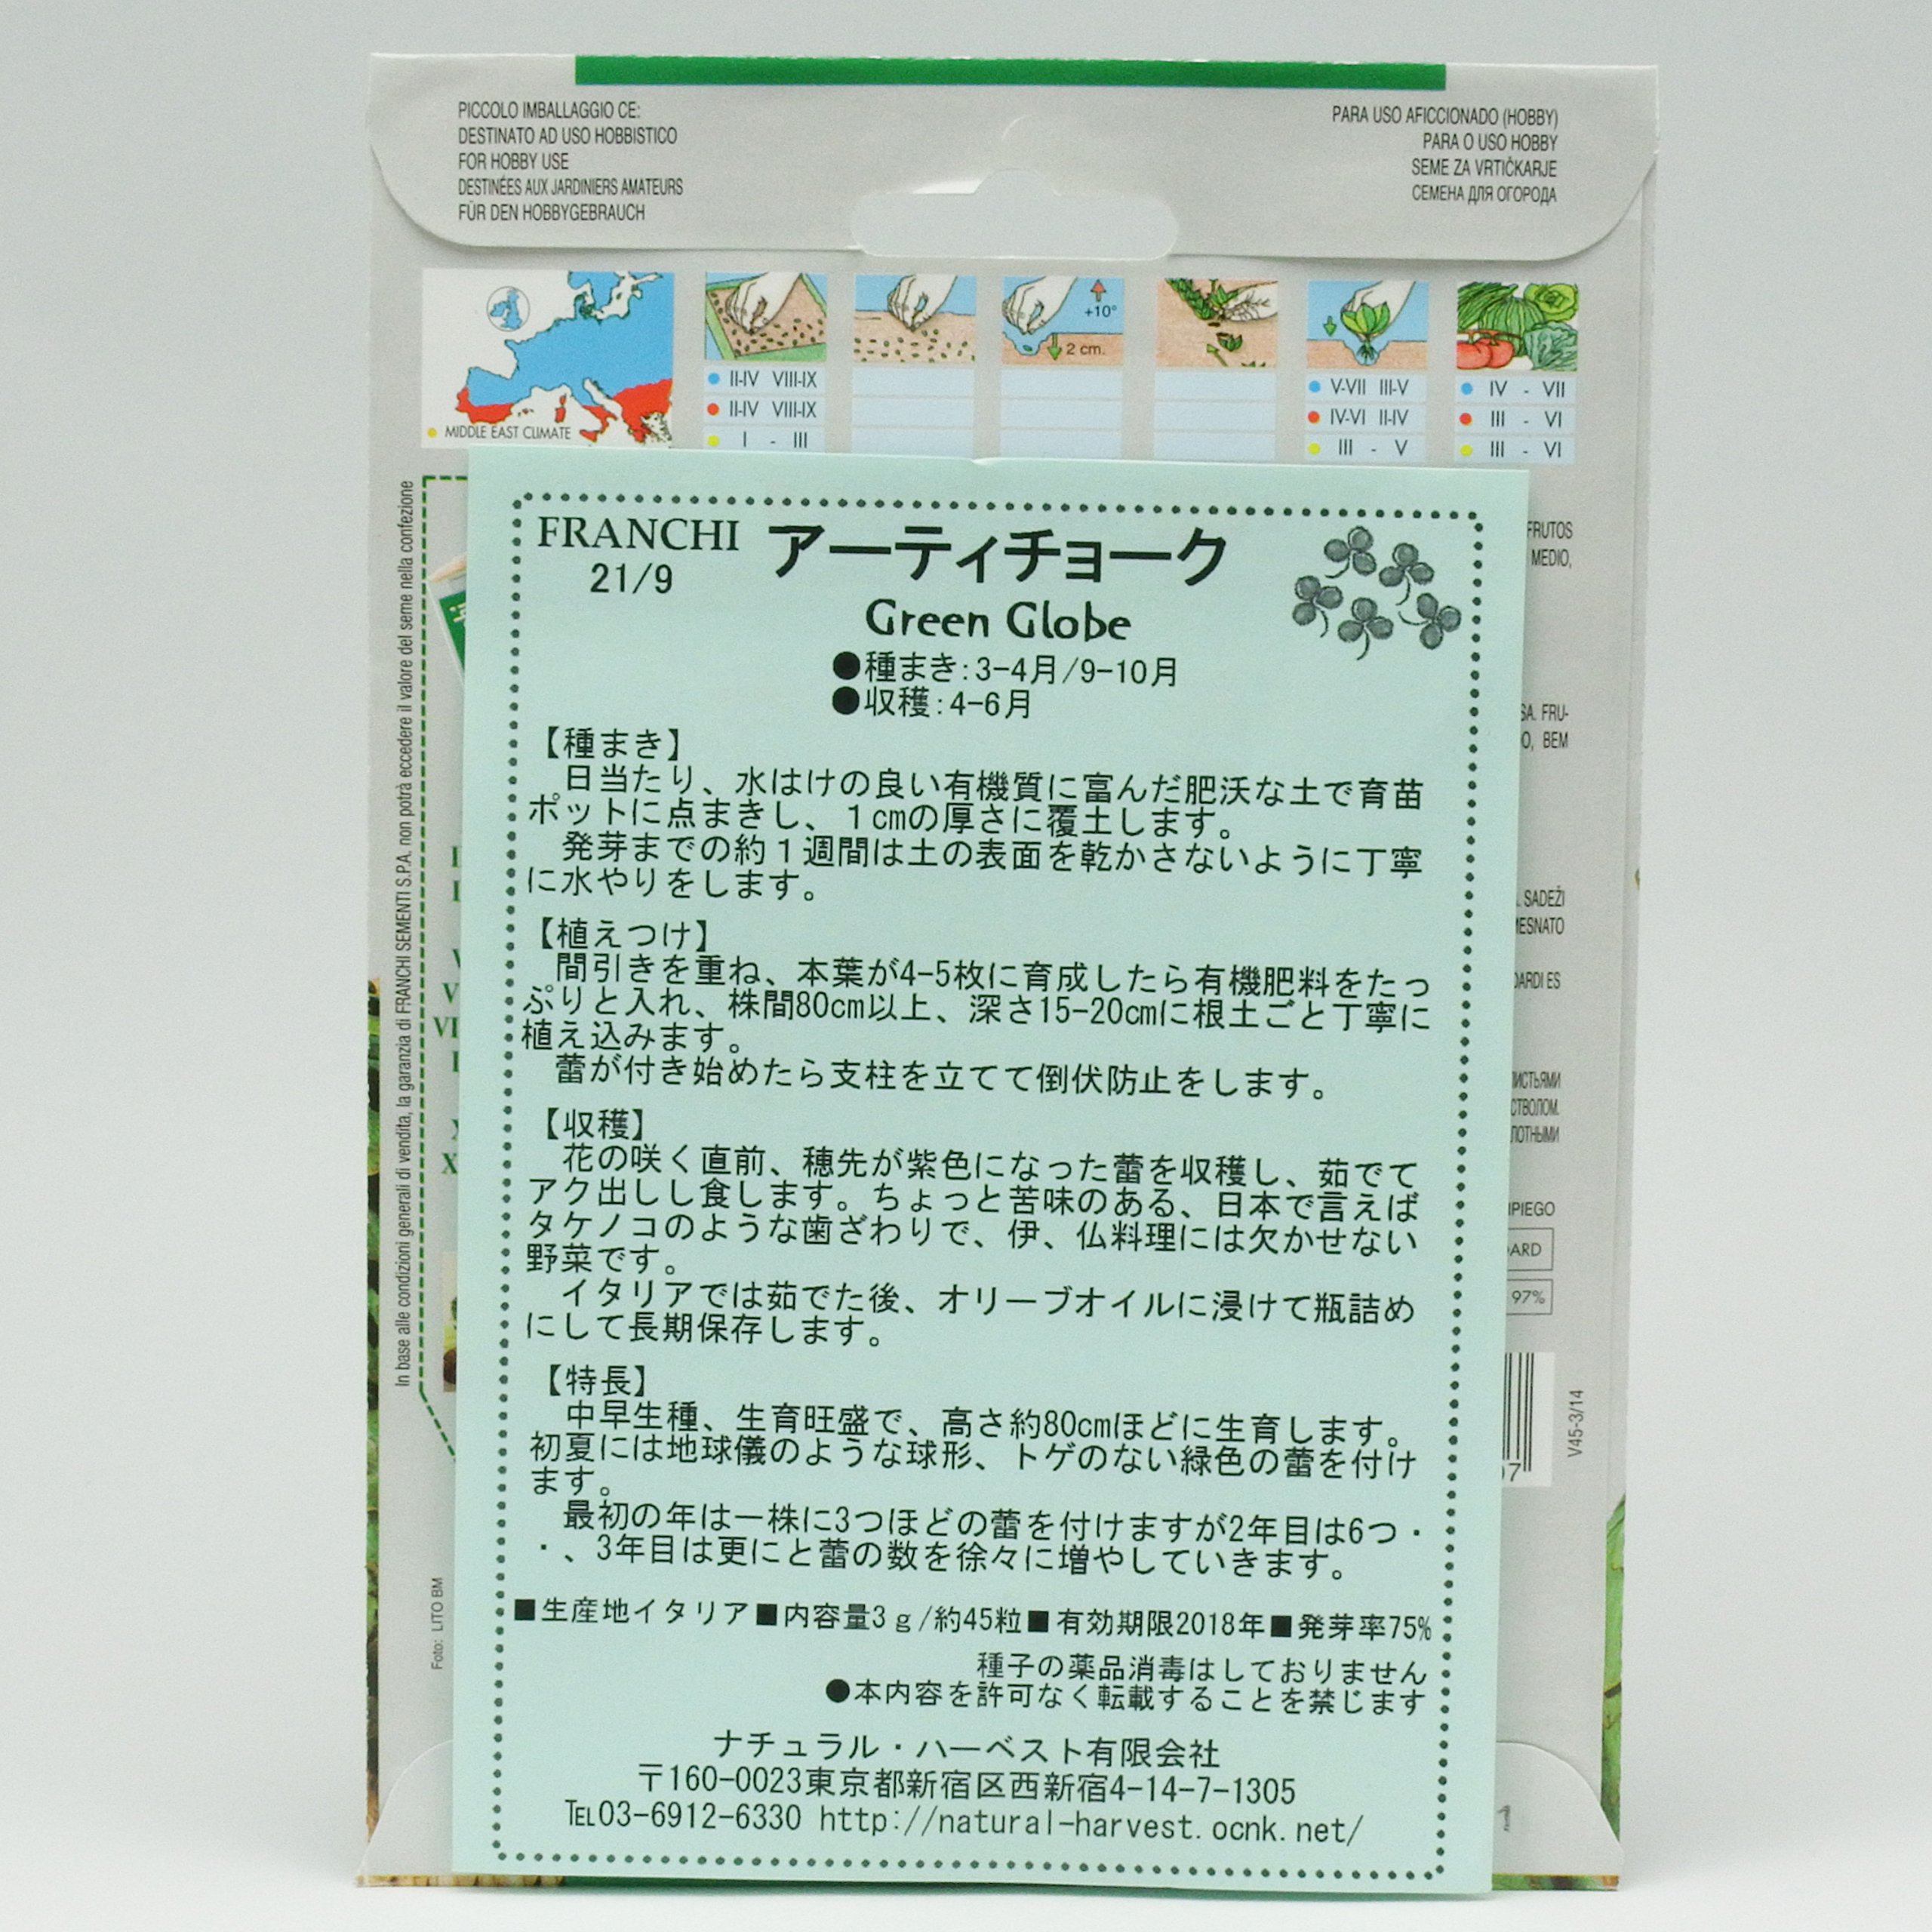 PICCOLO IMBALLAGGIO CE:
DESTINATO AD USO HOBBISTICO
FOR HOBBY USE
DESTINÉES AUX JARDINIERS AMATEURS
FÜR DEN HOBBYGEBRAUCH
PARA USO AFICCIONADO (HOBBY)
PARA O USO HOBBY
SEME ZA VRTIČKARJE
СЕМЕНА ДЛЯ ОГОРОДА
MIDDLE EAST CLIMATE
+10°
2 cm.
II-IV VIII-IX
II-IV VIII-IX
I - III
V-VII III-V
IV-VI II-IV
III - V
IV - VII
III - VI
III - VI
In base alle condizioni generali di vendita, la garanzia di FRANCHI SEMENTI S.P.A. non potrà eccedere il valore del seme nella confezione
FRANCHI アーティチョーク
21/9
Green Globe
●種まき:3-4月/9-10月
●収穫:4-6月
【種まき】
日当たり、水はけの良い有機質に富んだ肥沃な土で育苗
ポットに点まきし、１cmの厚さに覆土します。
発芽までの約１週間は土の表面を乾かさないように丁寧
に水やりをします。
【植えつけ】
間引きを重ね、本葉が4-5枚に育成したら有機肥料をたっ
ぷりと入れ、株間80cm以上、深さ15-20cmに根土ごと丁寧に
植え込みます。
蕾が付き始めたら支柱を立てて倒伏防止をします。
【収穫】
花の咲く直前、穂先が紫色になった蕾を収穫し、茹でて
アク出しし食します。ちょっと苦味のある、日本で言えば
タケノコのような歯ざわりで、伊、仏料理には欠かせない
野菜です。
イタリアでは茹でた後、オリーブオイルに浸けて瓶詰め
にして長期保存します。
【特長】
中早生種、生育旺盛で、高さ約80cmほどに生育します。
初夏には地球儀のような球形、トゲのない緑色の蕾を付け
ます。
最初の年は一株に3つほどの蕾を付けますが2年目は6つ・
・、3年目は更にと蕾の数を徐々に増やしていきます。
■生産地イタリア■内容量3ｇ/約45粒■有効期限2018年■発芽率75%
種子の薬品消毒はしておりません
●本内容を許可なく転載することを禁じます
ナチュラル・ハーベスト有限会社
〒160-0023東京都新宿区西新宿4-14-7-1305
℡03-6912-6330 http://natural-harvest.ocnk.net/
FRUTOS
MEDIO,
FRU-
BEM
SADEŽI
97%
V45-3/14
Foto: LITO BM
1